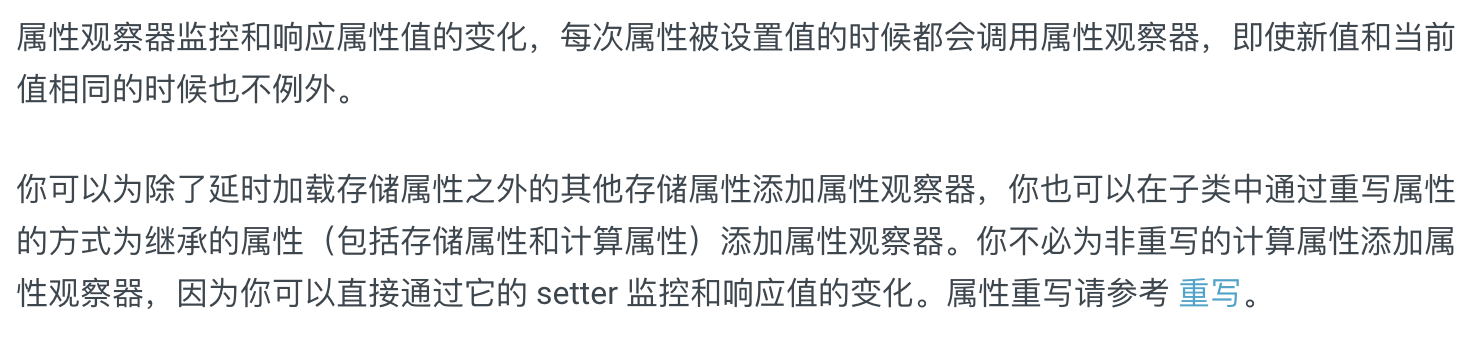 属性观察器监控和响应属性值的变化，每次属性被设置值的时候都会调用属性观察器，即使新值和当前
值相同的时候也不例外。
你可以为除了延时加载存储属性之外的其他存储属性添加属性观察器，你也可以在子类中通过重写属性
的方式为继承的属性（包括存储属性和计算属性）添加属性观察器。你不必为非重写的计算属性添加属
性观察器，因为你可以直接通过它的 setter 监控和响应值的变化。属性重写请参考 重写。